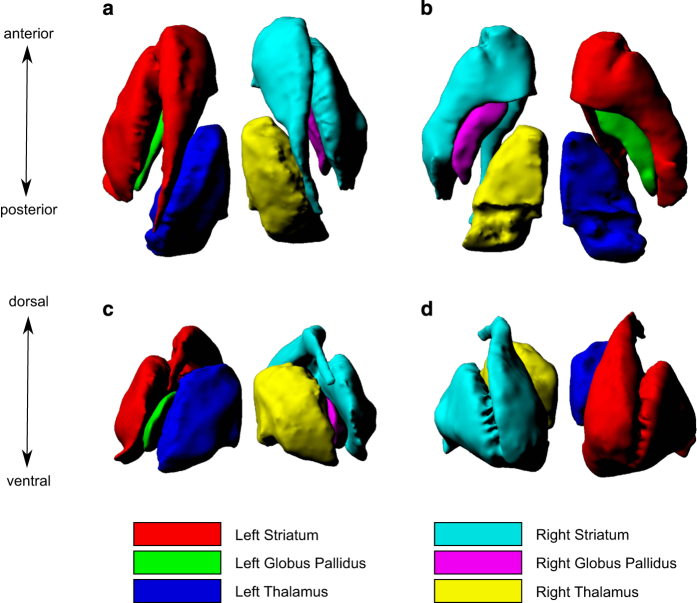 a
b
anterior
posterior
c
d
dorsal
ventral
Left Striatum
Right Striatum
Left Globus Pallidus
Right Globus Pallidus
Left Thalamus
Right Thalamus